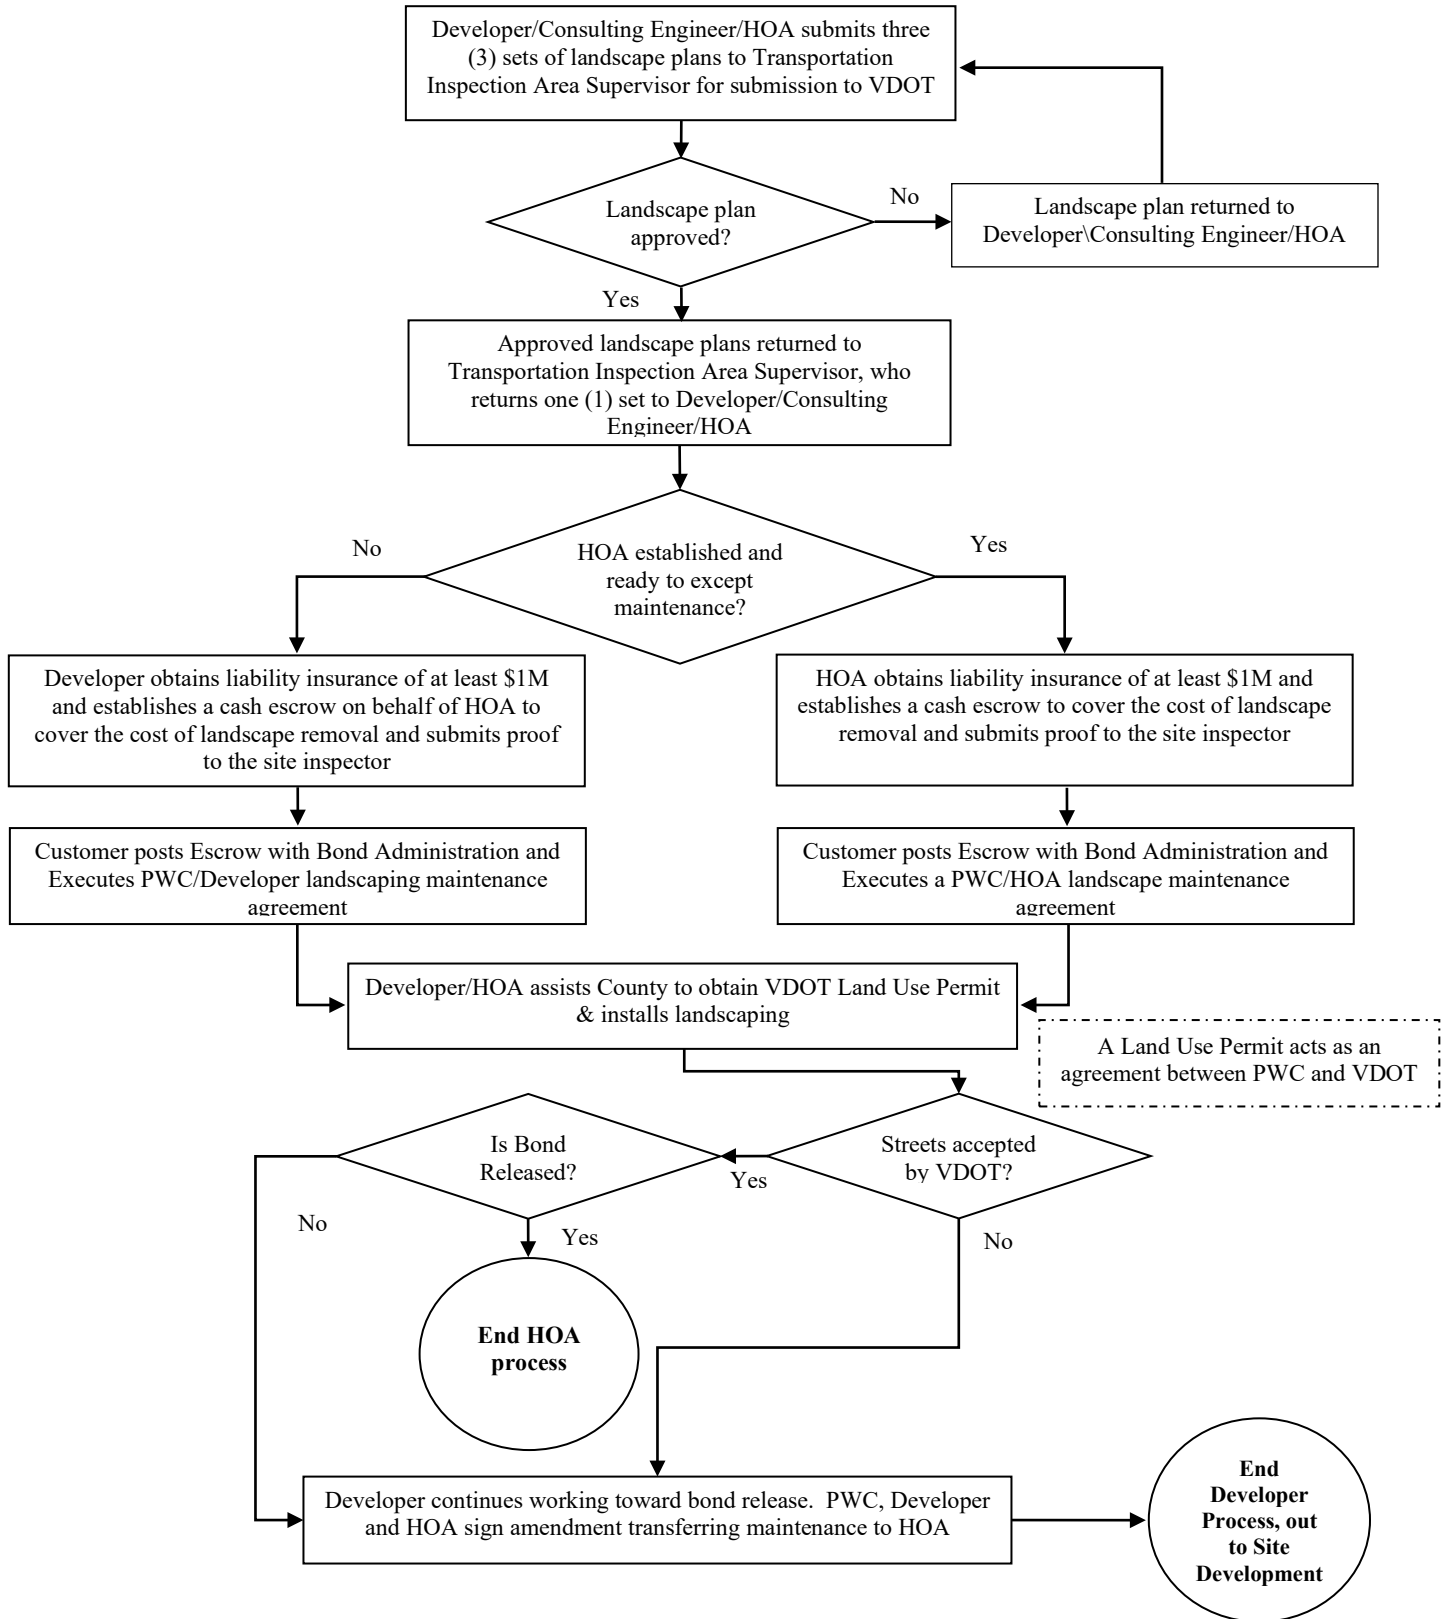 Developer/Consulting Engineer/HOA submits three
(3) sets of landscape plans to Transportation
Inspection Area Supervisor for submission to VDOT
Landscape plan
approved?
No
Landscape plan returned to
Developer\Consulting Engineer/HOA
Yes
Approved landscape plans returned to
Transportation Inspection Area Supervisor, who
returns one (1) set to Developer/Consulting
Engineer/HOA
No
HOA established and
ready to except
maintenance?
Yes
Developer obtains liability insurance of at least $1M
and establishes a cash escrow on behalf of HOA to
cover the cost of landscape removal and submits proof
to the site inspector
HOA obtains liability insurance of at least $1M and
establishes a cash escrow to cover the cost of landscape
removal and submits proof to the site inspector
Customer posts Escrow with Bond Administration and
Executes PWC/Developer landscaping maintenance
agreement
Customer posts Escrow with Bond Administration and
Executes a PWC/HOA landscape maintenance
agreement
Developer/HOA assists County to obtain VDOT Land Use Permit
& installs landscaping
A Land Use Permit acts as an
agreement between PWC and VDOT
Is Bond
Released?
Yes
Streets accepted
by VDOT?
No
Yes
No
End HOA
process
Developer continues working toward bond release.  PWC, Developer
and HOA sign amendment transferring maintenance to HOA
End
Developer
Process, out
to Site
Development